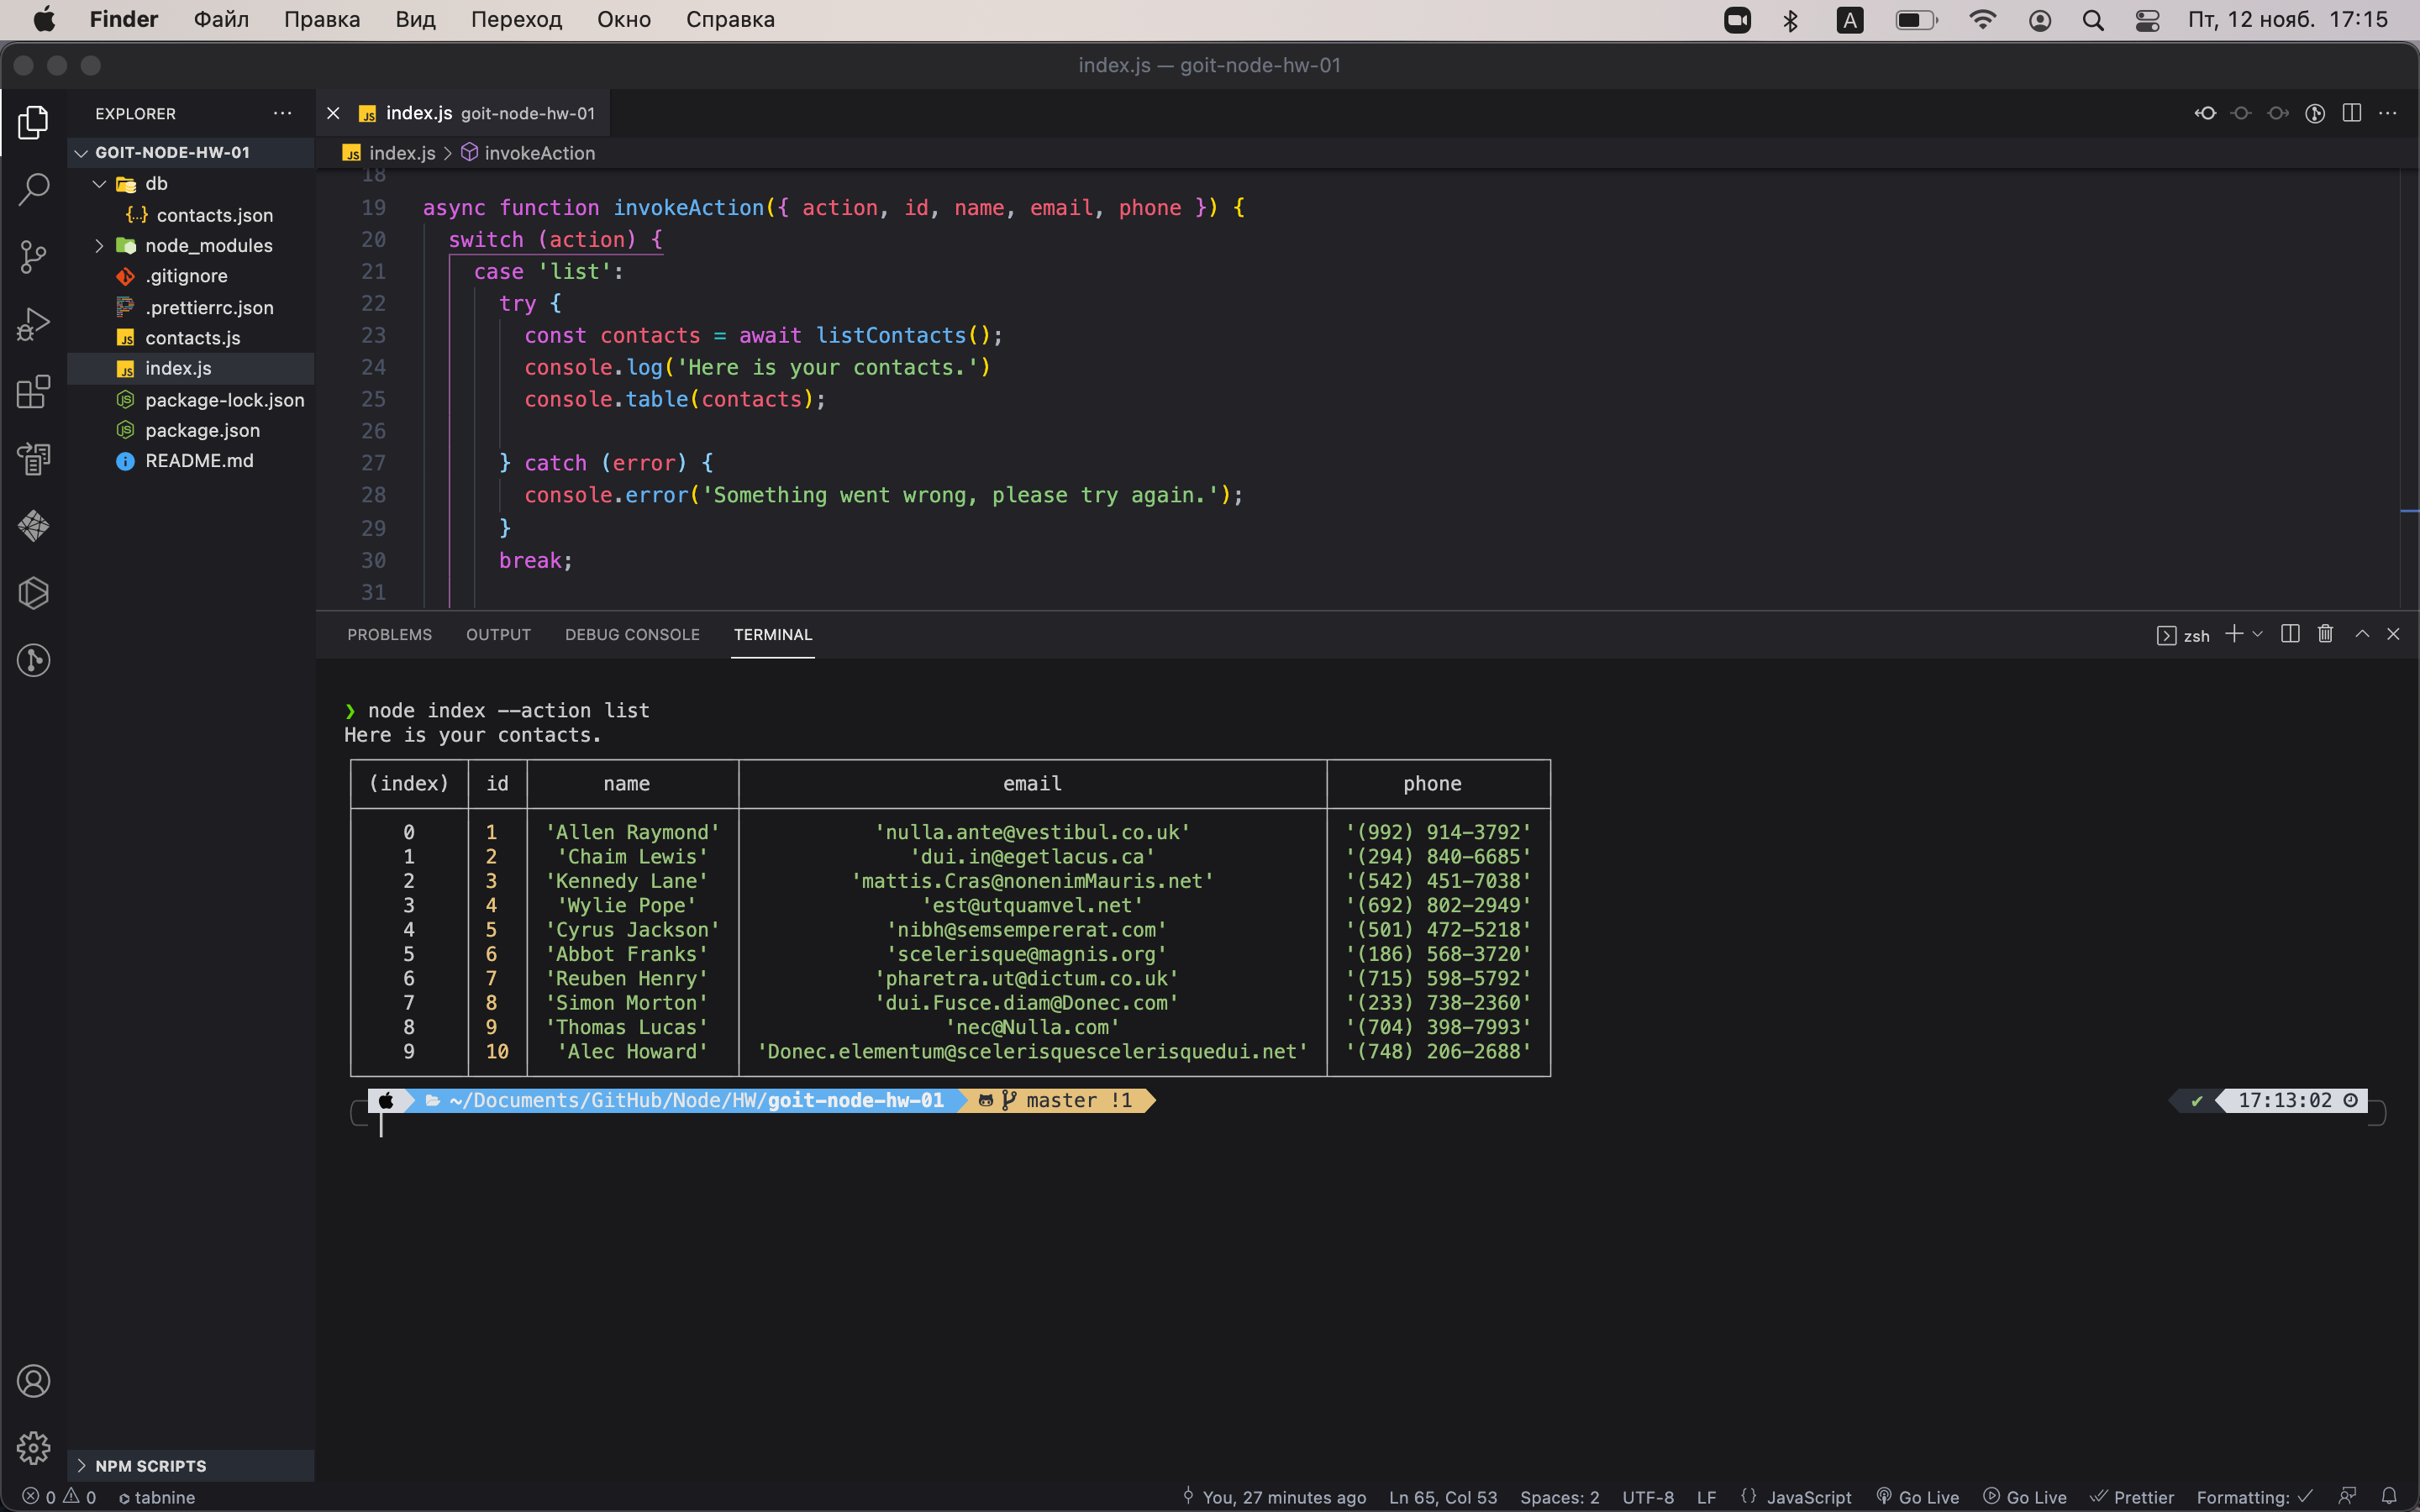 Finder Файл Правка Вид Переход Окно Справка A Пт, 12 нояб. 17:15
index.js — goit-node-hw-01
EXPLORER ···
GOIT-NODE-HW-01
db
contacts.json
node_modules
.gitignore
.prettierrc.json
contacts.js
index.js
package-lock.json
package.json
README.md
NPM SCRIPTS
index.js goit-node-hw-01
index.js > invokeAction
18
19 async function invokeAction({ action, id, name, email, phone }) {
20 switch (action) {
21 case 'list':
22 try {
23 const contacts = await listContacts();
24 console.log('Here is your contacts.')
25 console.table(contacts);
26
27 } catch (error) {
28 console.error('Something went wrong, please try again.');
29 }
30 break;
31
PROBLEMS OUTPUT DEBUG CONSOLE TERMINAL zsh
❯ node index --action list
Here is your contacts.
(index) id name email phone
0 1 'Allen Raymond' 'nulla.ante@vestibul.co.uk' '(992) 914-3792'
1 2 'Chaim Lewis' 'dui.in@egetlacus.ca' '(294) 840-6685'
2 3 'Kennedy Lane' 'mattis.Cras@nonenimMauris.net' '(542) 451-7038'
3 4 'Wylie Pope' 'est@utquamvel.net' '(692) 802-2949'
4 5 'Cyrus Jackson' 'nibh@semsempererat.com' '(501) 472-5218'
5 6 'Abbot Franks' 'scelerisque@magnis.org' '(186) 568-3720'
6 7 'Reuben Henry' 'pharetra.ut@dictum.co.uk' '(715) 598-5792'
7 8 'Simon Morton' 'dui.Fusce.diam@Donec.com' '(233) 738-2360'
8 9 'Thomas Lucas' 'nec@Nulla.com' '(704) 398-7993'
9 10 'Alec Howard' 'Donec.elementum@scelerisquescelerisquedui.net' '(748) 206-2688'
~/Documents/GitHub/Node/HW/goit-node-hw-01 master !1 ✔ 17:13:02
0 0 tabnine You, 27 minutes ago Ln 65, Col 53 Spaces: 2 UTF-8 LF {} JavaScript Go Live Go Live Prettier Formatting: ✓